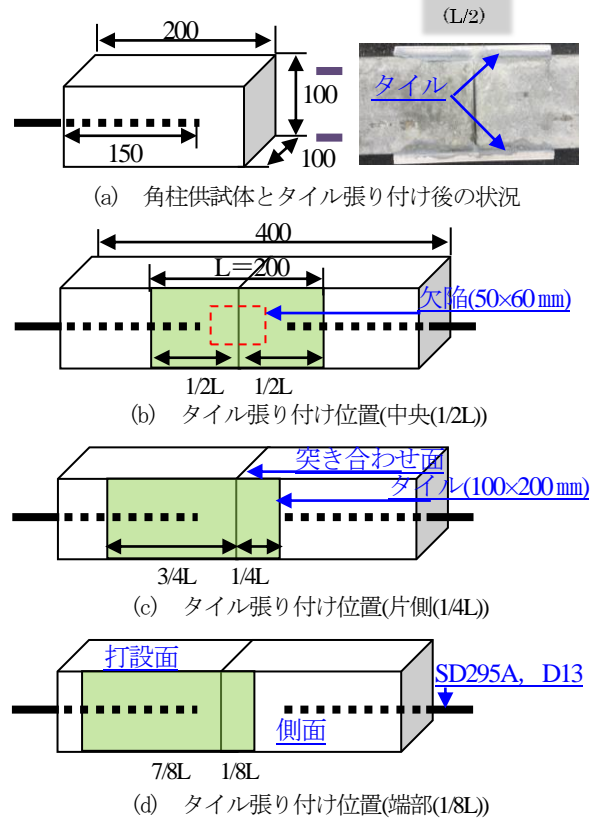 (L/2)
200
100
タイル
150
100
(a) 角柱供試体とタイル張り付け後の状況
400
L=200
欠陥(50×60㎜)
1/2L 1/2L
(b) タイル張り付け位置(中央(1/2L))
突き合わせ面
タイル(100×200㎜)
3/4L 1/4L
(c) タイル張り付け位置(片側(1/4L))
打設面
SD295A, D13
側面
7/8L 1/8L
(d) タイル張り付け位置(端部(1/8L))